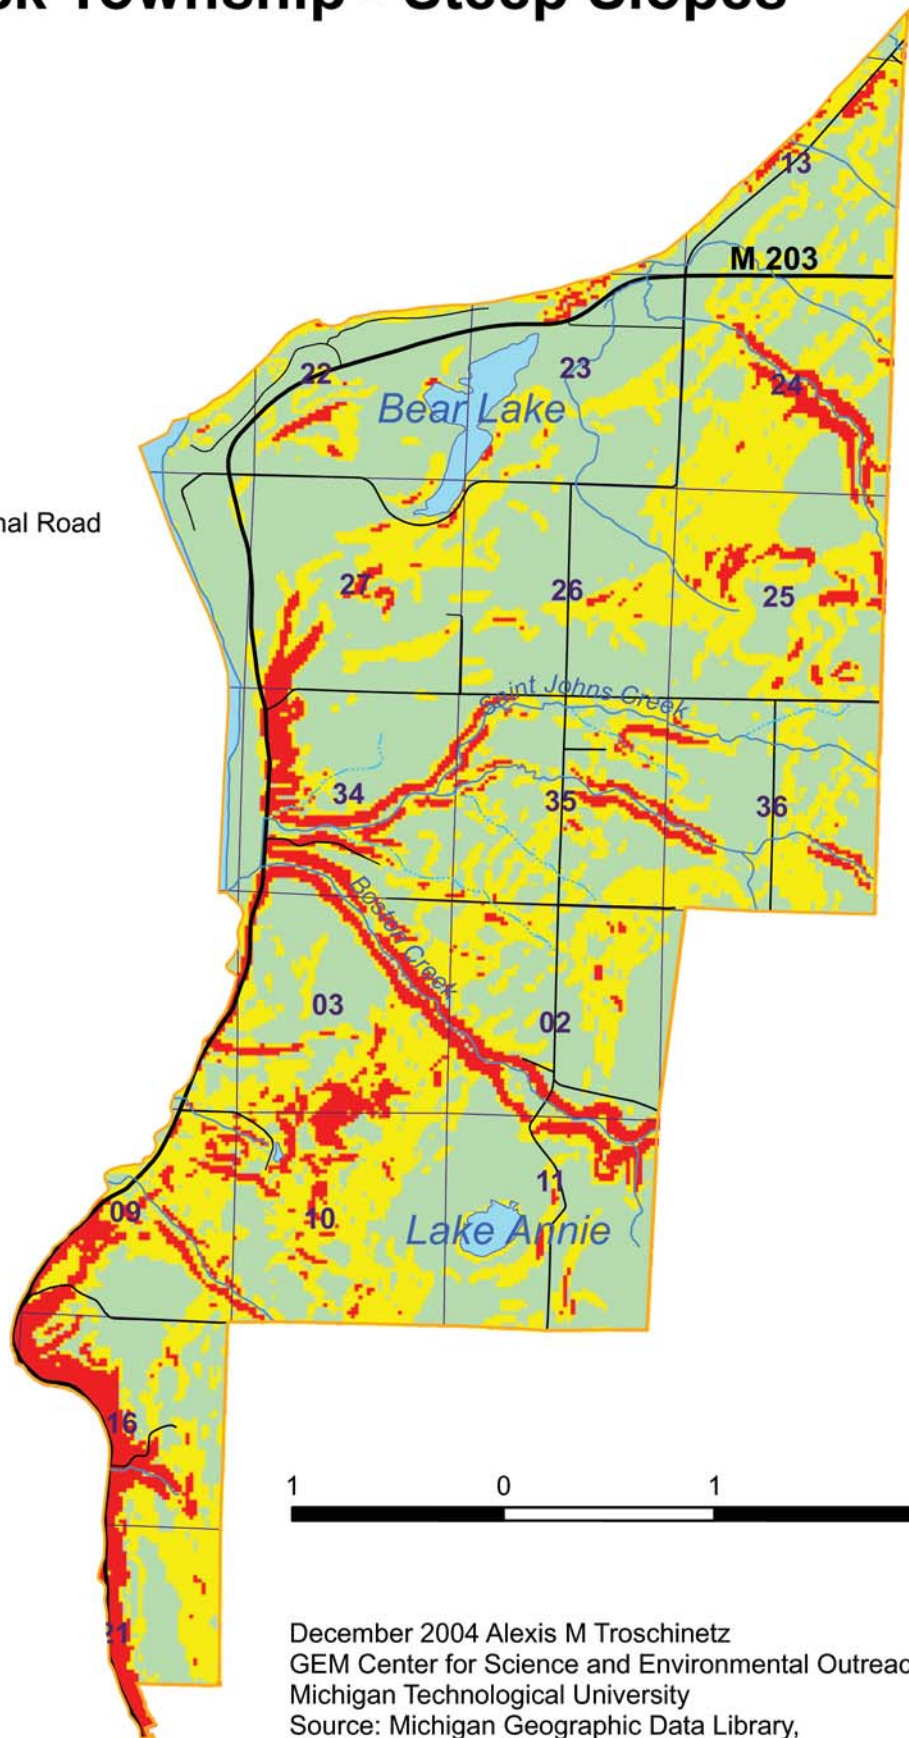 k Township - Steep Slopes
13
M 203
22
23
24
Bear Lake
nal Road
27
26
25
Saint Johns Creek
34
35
36
Boston Creek
03
02
11
09
10
Lake Annie
16
1 0 1
21
December 2004 Alexis M Troschinetz
GEM Center for Science and Environmental Outreac
Michigan Technological University
Source: Michigan Geographic Data Library,